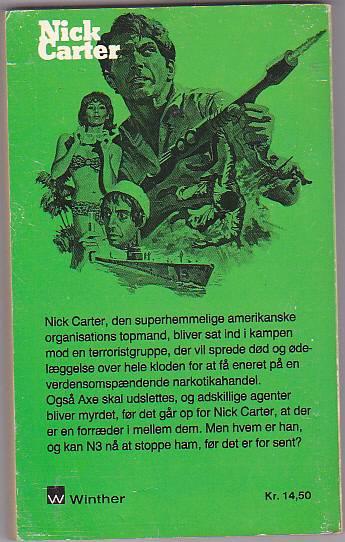 Nick
Carter
Nick Carter, den superhemmelige amerikanske
organisations topmand, bliver sat ind i kampen
mod en terroristgruppe, der vil sprede død og øde-
læggelse over hele kloden for at få eneret på en
verdensomspændende narkotikahandel.
Også Axe skal udslettes, og adskillige agenter
bliver myrdet, før det går op for Nick Carter, at der
er en forræder i mellem dem. Men hvem er han,
og kan N3 nå at stoppe ham, før det er for sent?
W Winther
Kr. 14,50